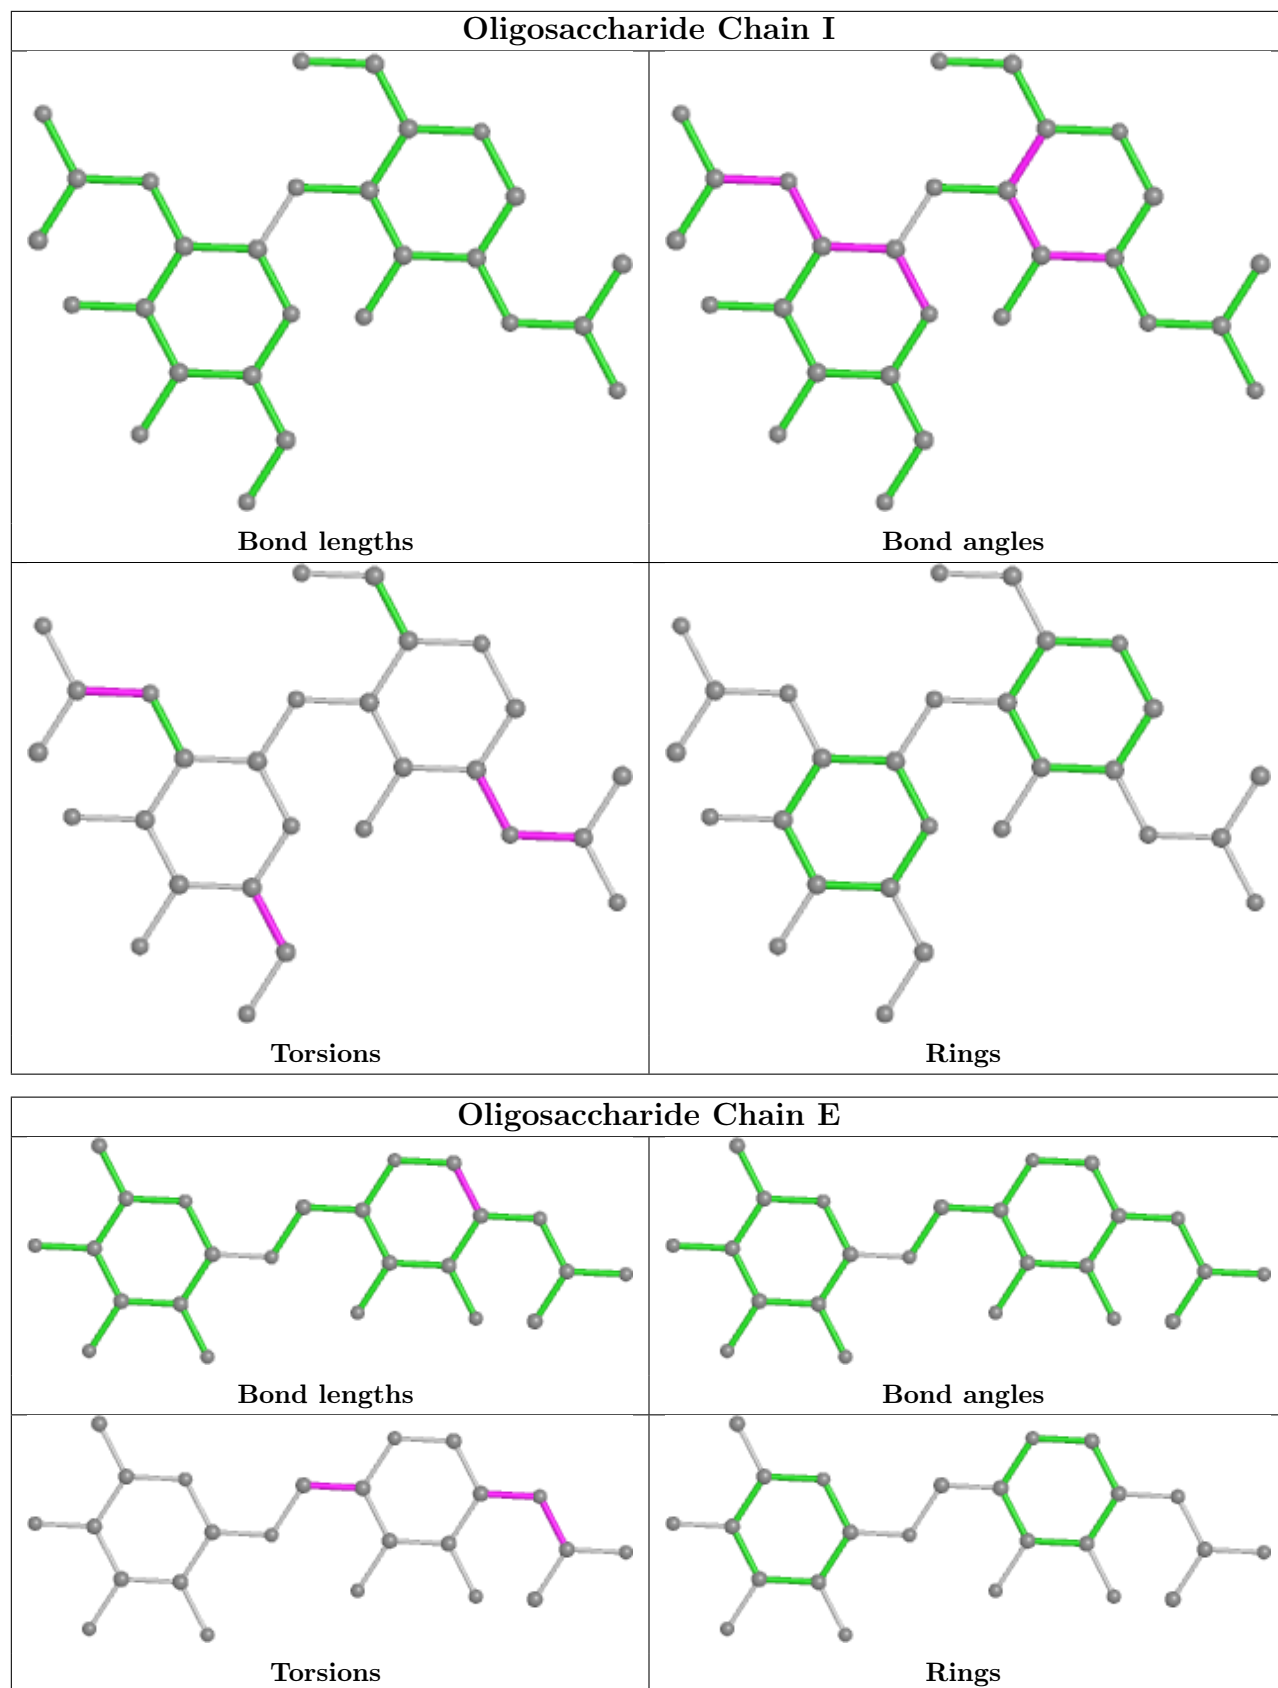 Oligosaccharide Chain I
Bond lengths
Bond angles
Torsions
Rings
Oligosaccharide Chain E
Bond lengths
Bond angles
Torsions
Rings